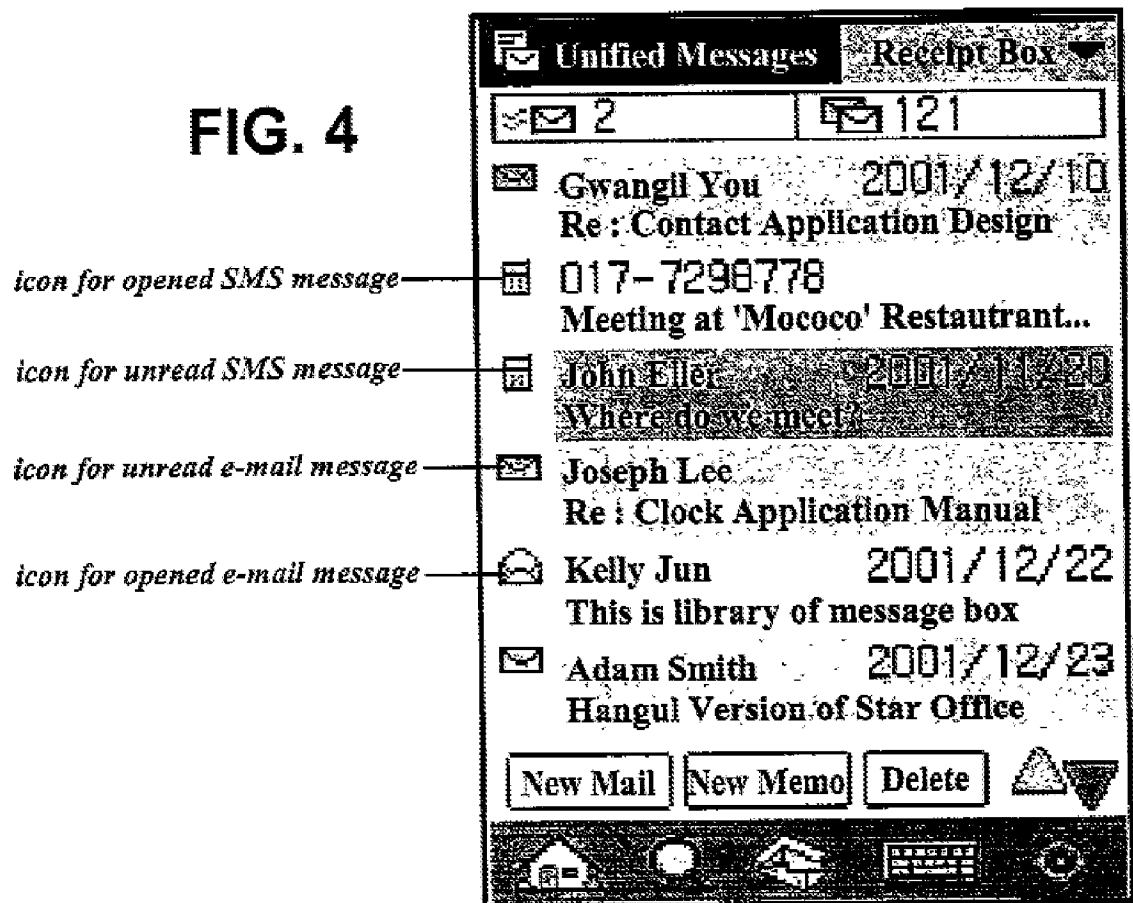 FIG. 4
Unified Messages Receipt Box
2 121
Gwangil You 2001/12/10
Re : Contact Application Design
icon for opened SMS message 017-7298778
Meeting at 'Mococo' Restautrant...
icon for unread SMS message John Eller 2001/11/20
Where do we meet?
icon for unread e-mail message Joseph Lee
Re : Clock Application Manual
icon for opened e-mail message Kelly Jun 2001/12/22
This is library of message box
Adam Smith 2001/12/23
Hangul Version of Star Office
New Mail New Memo Delete